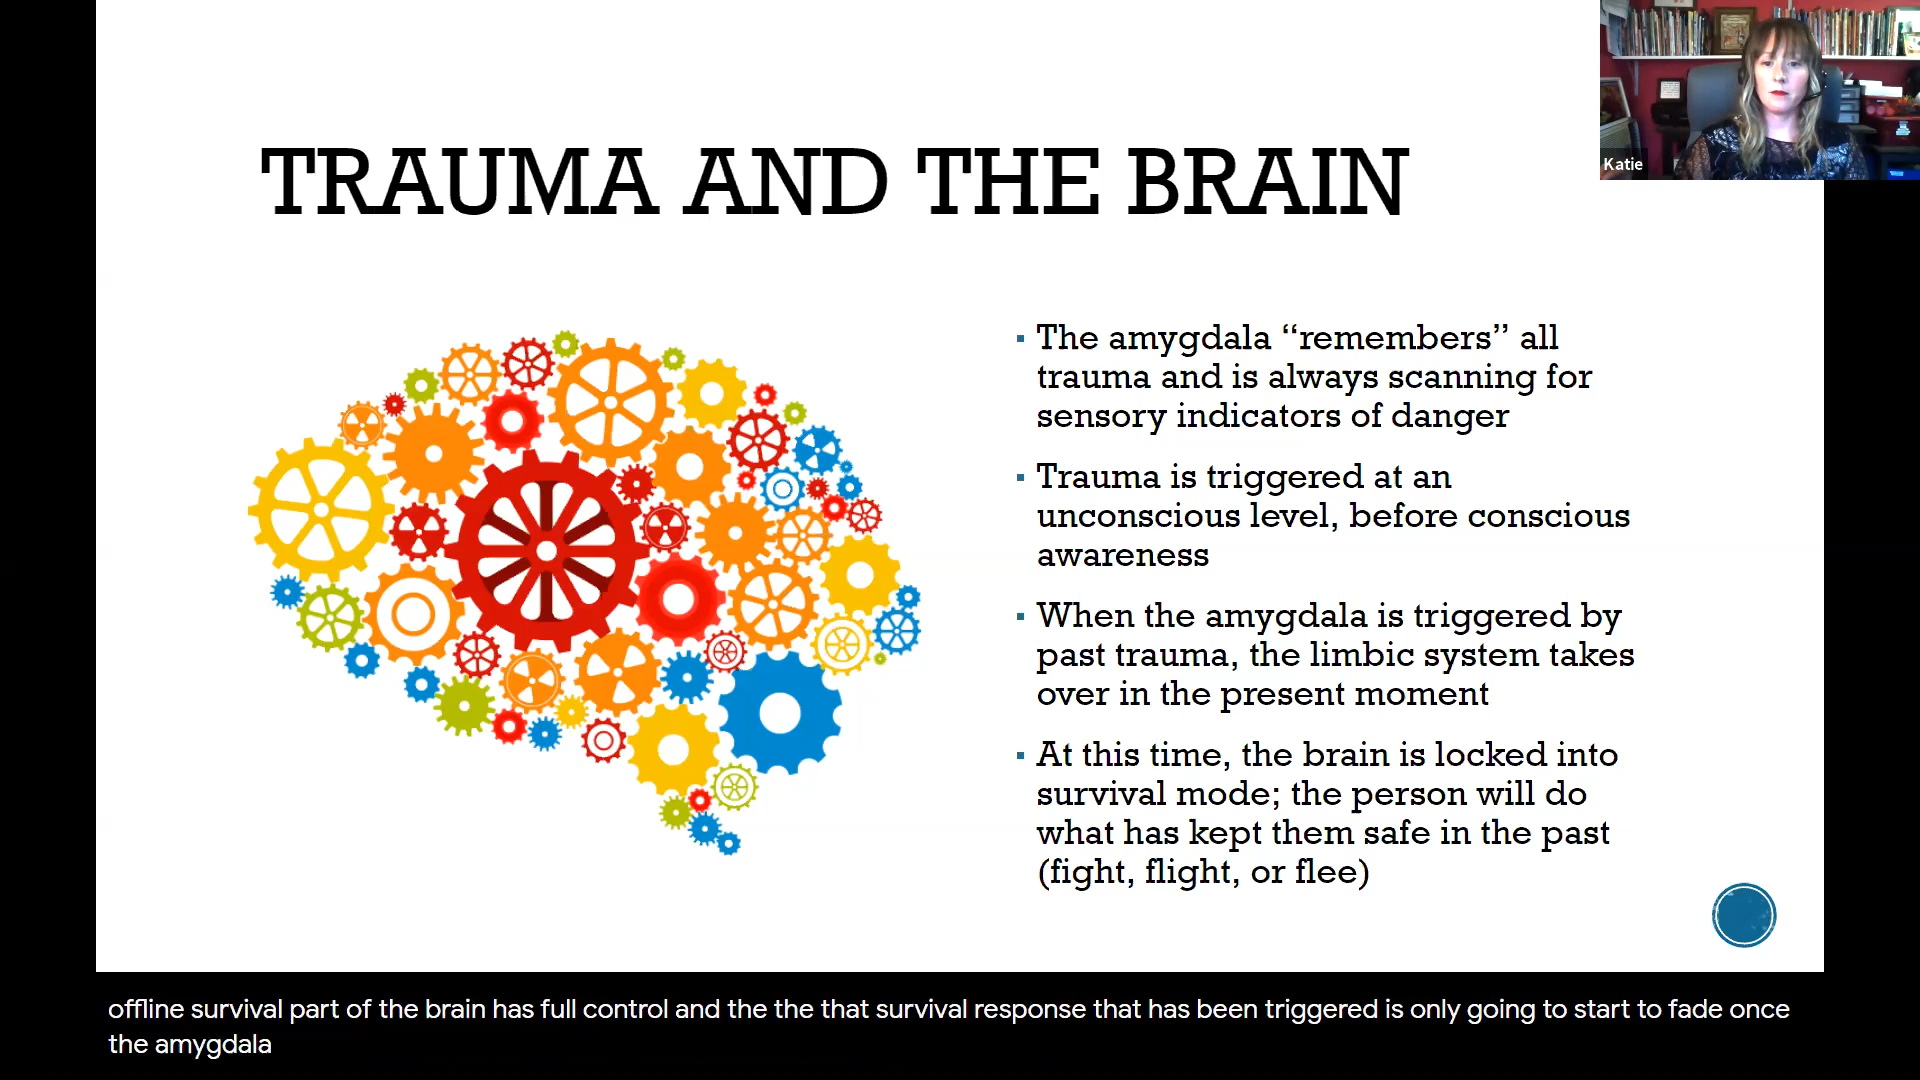 TRAUMA AND THE BRAIN
Katie
▪ The amygdala “remembers” all
trauma and is always scanning for
sensory indicators of danger
▪ Trauma is triggered at an
unconscious level, before conscious
awareness
▪ When the amygdala is triggered by
past trauma, the limbic system takes
over in the present moment
▪ At this time, the brain is locked into
survival mode; the person will do
what has kept them safe in the past
(fight, flight, or flee)
offline survival part of the brain has full control and the the that survival response that has been triggered is only going to start to fade once
the amygdala